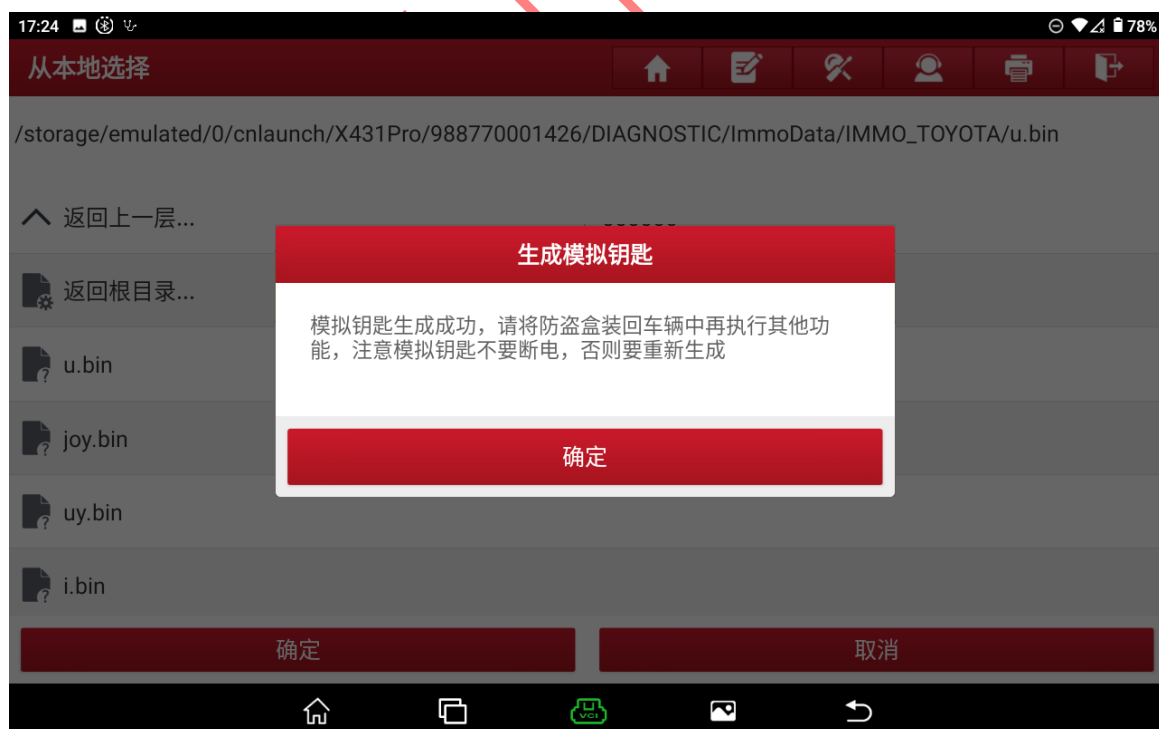 17:24
78%
从本地选择
/storage/emulated/0/cnlaunch/X431Pro/988770001426/DIAGNOSTIC/ImmoData/IMMO_TOYOTA/u.bin
返回上一层...
生成模拟钥匙
返回根目录...
模拟钥匙生成成功，请将防盗盒装回车辆中再执行其他功
能，注意模拟钥匙不要断电，否则要重新生成
u.bin
joy.bin
确定
uy.bin
i.bin
确定
取消
VCI